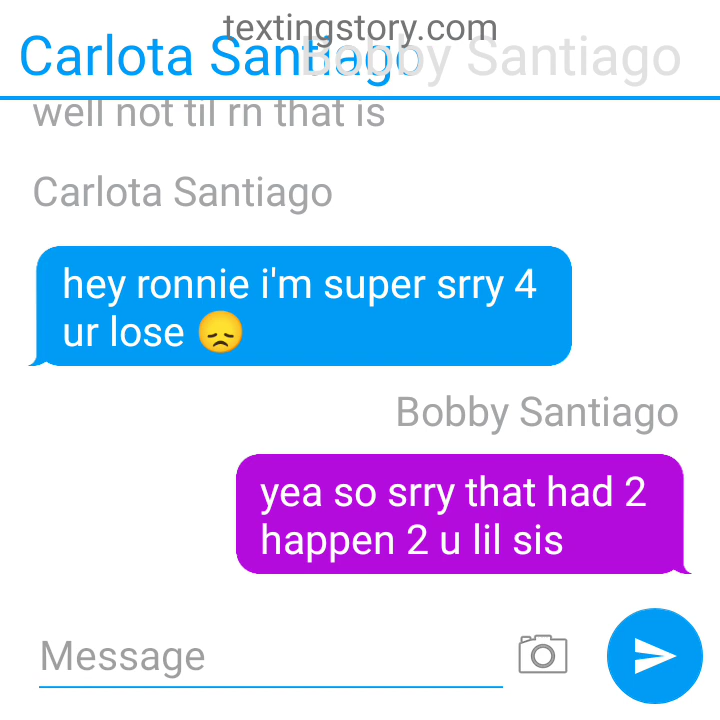 textingstory.com
Carlota Santiago Bobby Santiago
well not til rn that is
Carlota Santiago
hey ronnie i'm super srry 4
ur lose 😞
Bobby Santiago
yea so srry that had 2
happen 2 u lil sis
Message